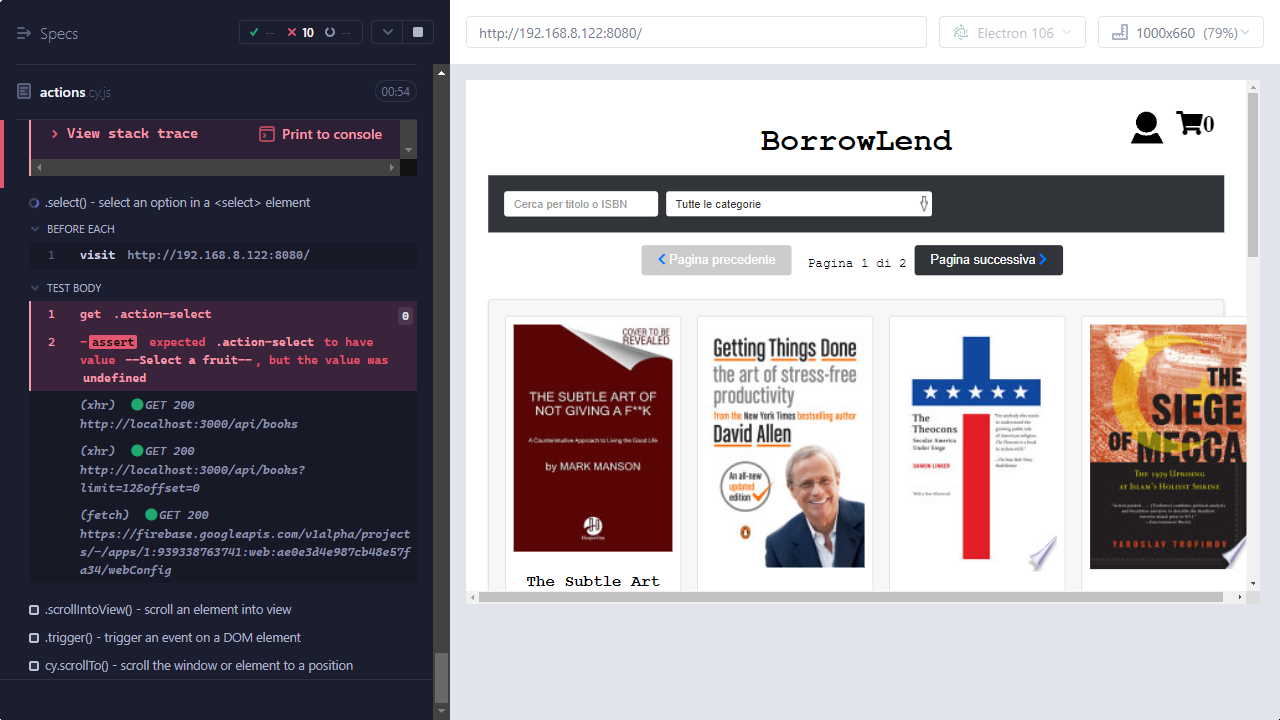 Specs
--
10
--
http://192.168.8.122:8080/
Electron 106
1000x660 (79%)
actions.cy.js
00:54
View stack trace
Print to console
.select() - select an option in a <select> element
BEFORE EACH
1 visit http://192.168.8.122:8080/
TEST BODY
1 get .action-select 0
2 -assert expected .action-select to have
value --Select a fruit--, but the value was
undefined
(xhr) GET 200
http://localhost:3000/api/books
(xhr) GET 200
http://localhost:3000/api/books?
limit=12&offset=0
(fetch) GET 200
https://firebase.googleapis.com/v1alpha/project
s/-/apps/1:939338763741:web:ae0e3d4e987cb48e57f
a34/webConfig
.scrollIntoView() - scroll an element into view
.trigger() - trigger an event on a DOM element
cy.scrollTo() - scroll the window or element to a position
BorrowLend
0
Cerca per titolo o ISBN
Tutte le categorie
Pagina precedente
Pagina 1 di 2
Pagina successiva
COVER TO BE
REVEALED
THE SUBTLE ART OF
NOT GIVING A F**K
A Counterintuitive Approach to Living the Good Life
by MARK MANSON
The Subtle Art
Getting Things Done
the art of stress-free
productivity
from the New York Times bestselling author
David Allen
An all-new
updated
edition
The
Theocons
Secular America
Under Siege
DAMON LINKER
THE
SIEGE
OF MECCA
THE 1979 UPRISING
AT ISLAM'S HOLIEST SHRINE
YAROSLAV TROFIMOV